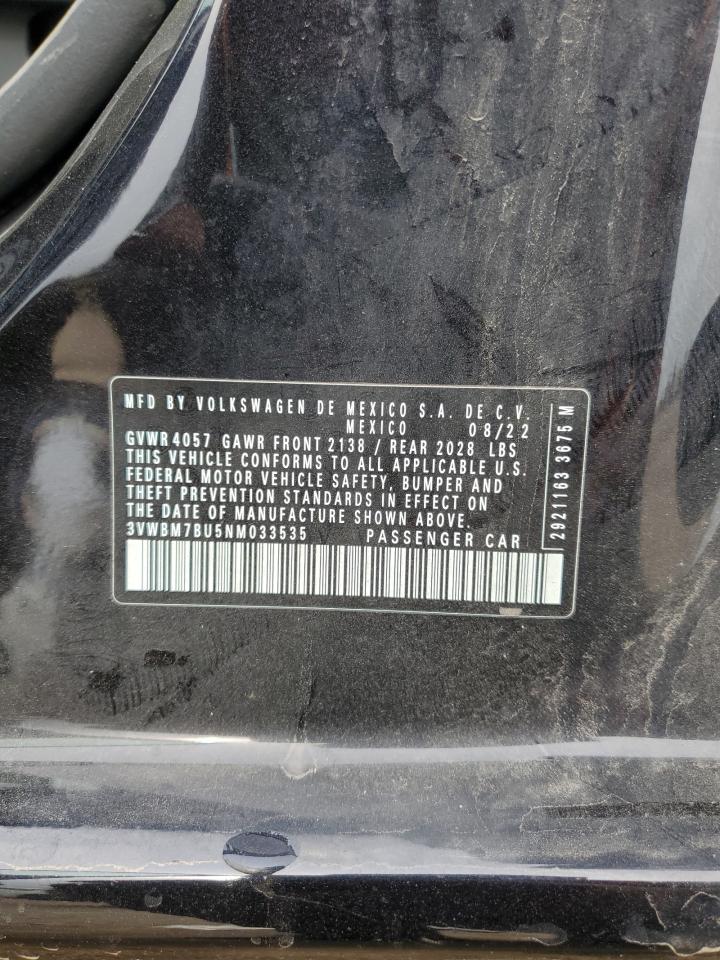 MFD BY VOLKSWAGEN DE MEXICO S.A. DE C.V.
MEXICO 08/22
GVWR 4057 GAWR FRONT 2138 / REAR 2028 LBS
THIS VEHICLE CONFORMS TO ALL APPLICABLE U.S.
FEDERAL MOTOR VEHICLE SAFETY, BUMPER AND
THEFT PREVENTION STANDARDS IN EFFECT ON
THE DATE OF MANUFACTURE SHOWN ABOVE.
3VWBM7BU5NM033535 PASSENGER CAR
2921163 3675 M